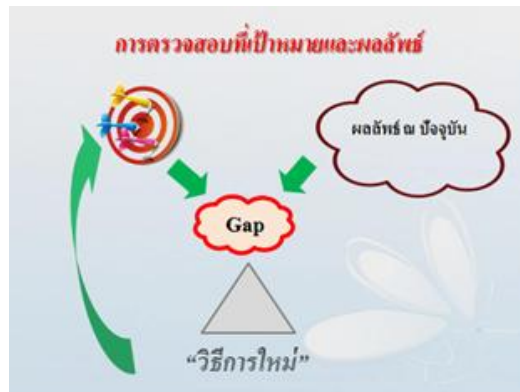 การตรวจสอบที่เป้าหมายและผลลัพธ์
ผลลัพธ์ ณ ปัจจุบัน
Gap
“วิธีการใหม่”